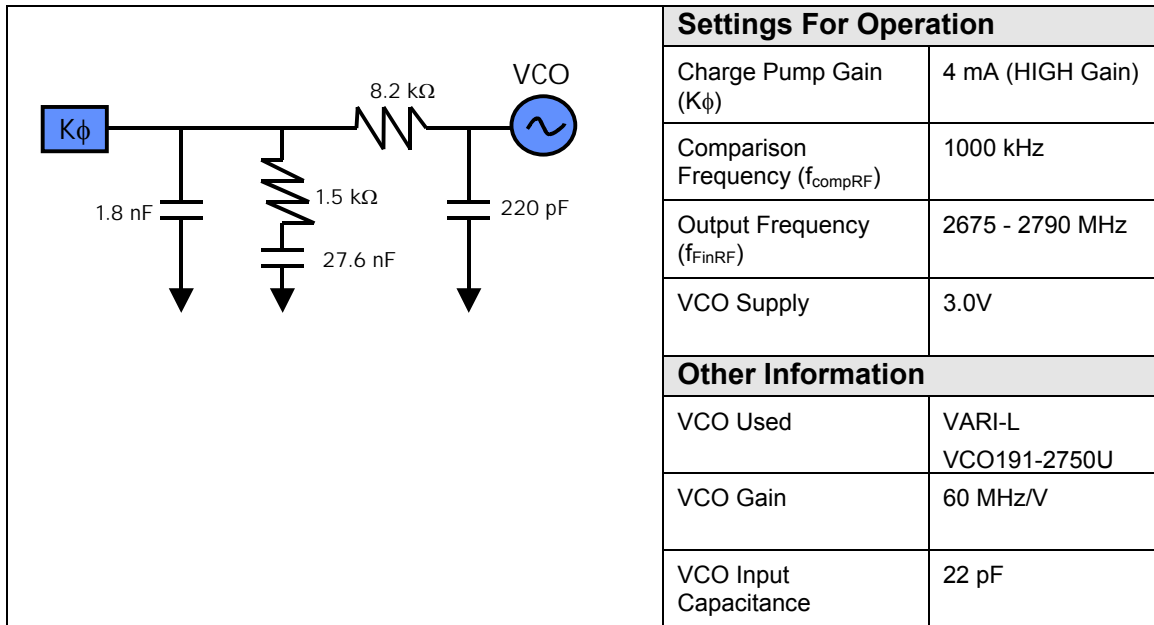 Kϕ
1.8 nF
1.5 kΩ
27.6 nF
8.2 kΩ
220 pF
VCO
Settings For Operation
Charge Pump Gain
(Kϕ)
4 mA (HIGH Gain)
Comparison
Frequency (fcompRF)
1000 kHz
Output Frequency
(fFinRF)
2675 - 2790 MHz
VCO Supply
3.0V
Other Information
VCO Used
VARI-L
VCO191-2750U
VCO Gain
60 MHz/V
VCO Input
Capacitance
22 pF